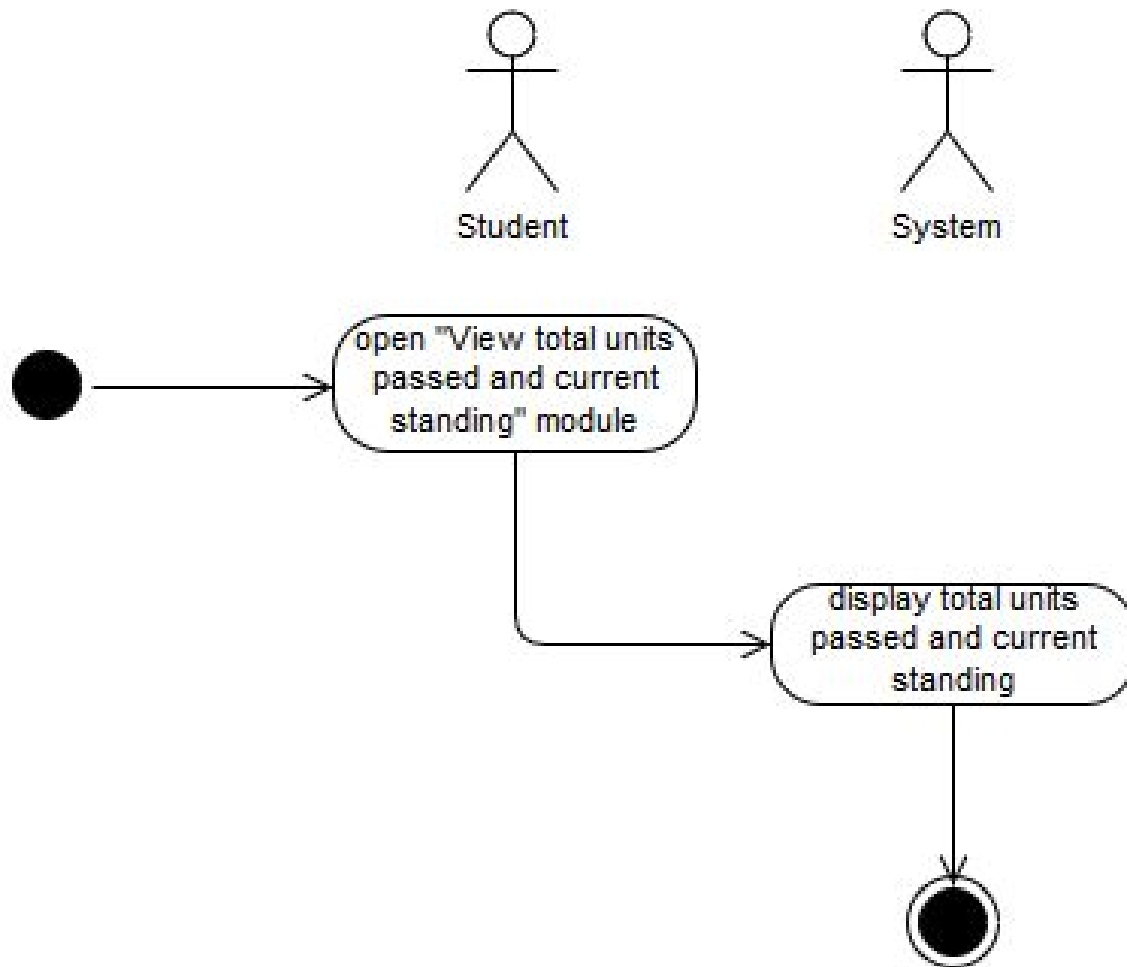 Student
System
open "View total units
passed and current
standing" module
display total units
passed and current
standing